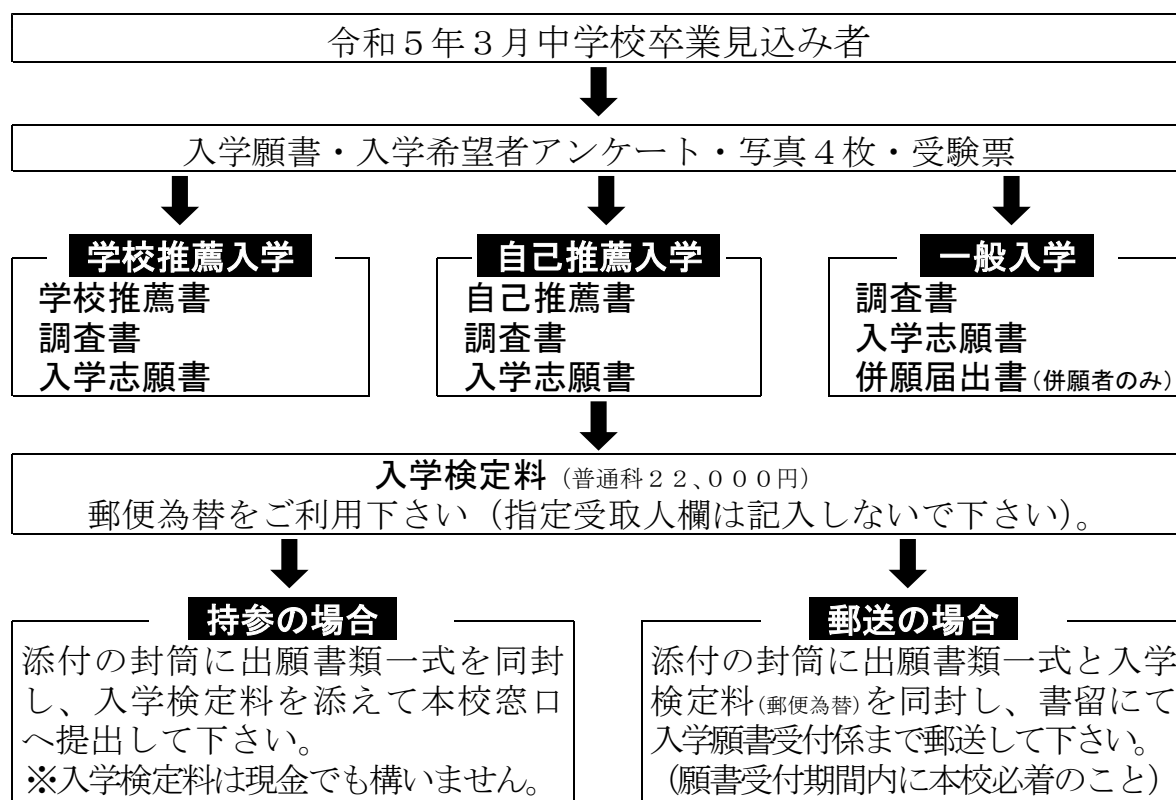 令和５年３月中学校卒業見込み者
入学願書・入学希望者アンケート・写真４枚・受験票
学校推薦入学
学校推薦書
調査書
入学志願書
自己推薦入学
自己推薦書
調査書
入学志願書
一般入学
調査書
入学志願書
併願届出書(併願者のみ)
入学検定料（普通科２２、０００円）
郵便為替をご利用下さい（指定受取人欄は記入しないで下さい）。
持参の場合
添付の封筒に出願書類一式を同封
し、入学検定料を添えて本校窓口
へ提出して下さい。
※入学検定料は現金でも構いません。
郵送の場合
添付の封筒に出願書類一式と入学
検定料(郵便為替)を同封し、書留にて
入学願書受付係まで郵送して下さい。
（願書受付期間内に本校必着のこと）